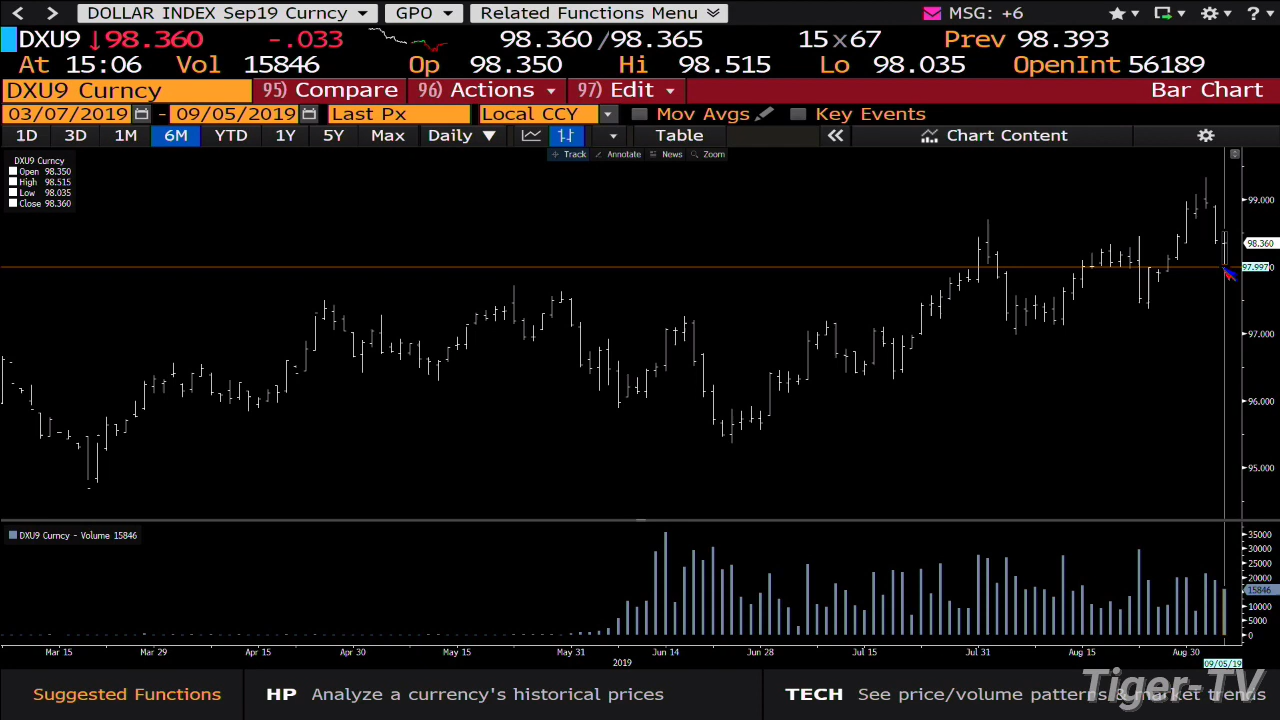 DOLLAR INDEX Sep19 Curncy GPO Related Functions Menu MSG: +6 ?
DXU9 ↓98.360 -.033 98.360/98.365 15×67 Prev 98.393
At 15:06 Vol 15846 Op 98.350 Hi 98.515 Lo 98.035 OpenInt 56189
DXU9 Curncy 95) Compare 96) Actions 97) Edit Bar Chart
03/07/2019 - 09/05/2019 Last Px Local CCY Mov Avgs Key Events
1D 3D 1M 6M YTD 1Y 5Y Max Daily ▼ Table « Chart Content
Track Annotate News Zoom
DXU9 Curncy
Open 98.350
High 98.515
Low 98.035
Close 98.360
99.000
98.360
97.9970
97.000
96.000
95.000
DXU9 Curncy - Volume 15846
35000
30000
25000
20000
15846
10000
5000
0
Mar 15 Mar 29 Apr 15 Apr 30 May 15 May 31 Jun 14 Jun 28 Jul 15 Jul 31 Aug 15 Aug 30
2019 09/05/19
Suggested Functions HP Analyze a currency's historical prices TECH See price/volume patterns & market trends
Tiger-TV